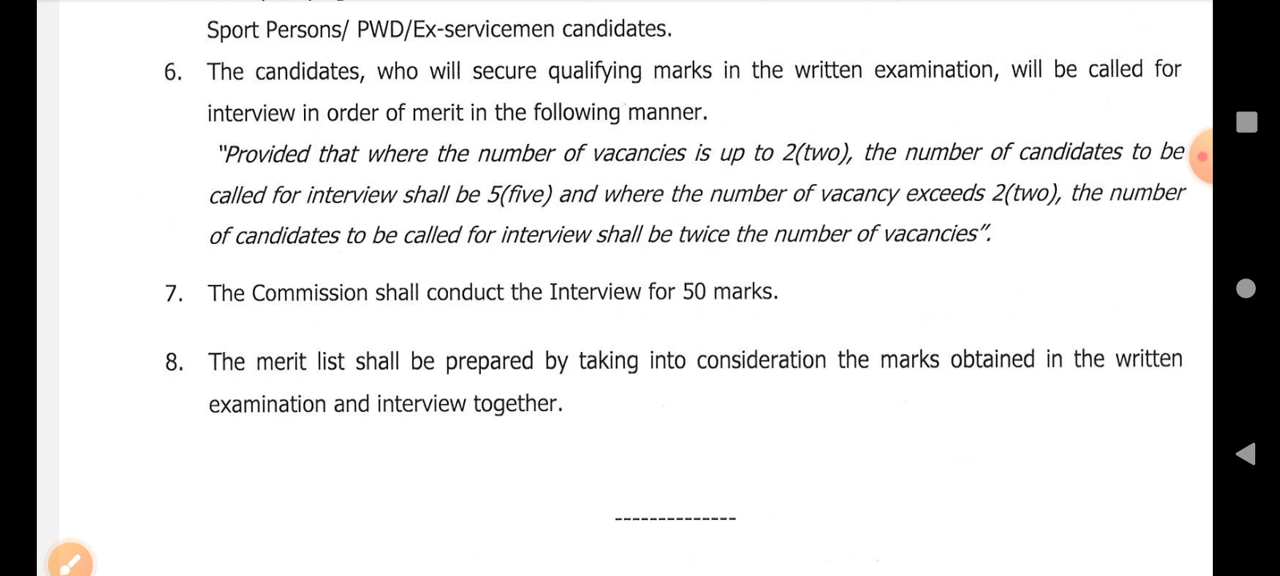 Sport Persons/ PWD/Ex-servicemen candidates.
6. The candidates, who will secure qualifying marks in the written examination, will be called for
interview in order of merit in the following manner.
"Provided that where the number of vacancies is up to 2(two), the number of candidates to be
called for interview shall be 5(five) and where the number of vacancy exceeds 2(two), the number
of candidates to be called for interview shall be twice the number of vacancies".
7. The Commission shall conduct the Interview for 50 marks.
8. The merit list shall be prepared by taking into consideration the marks obtained in the written
examination and interview together.
--------------